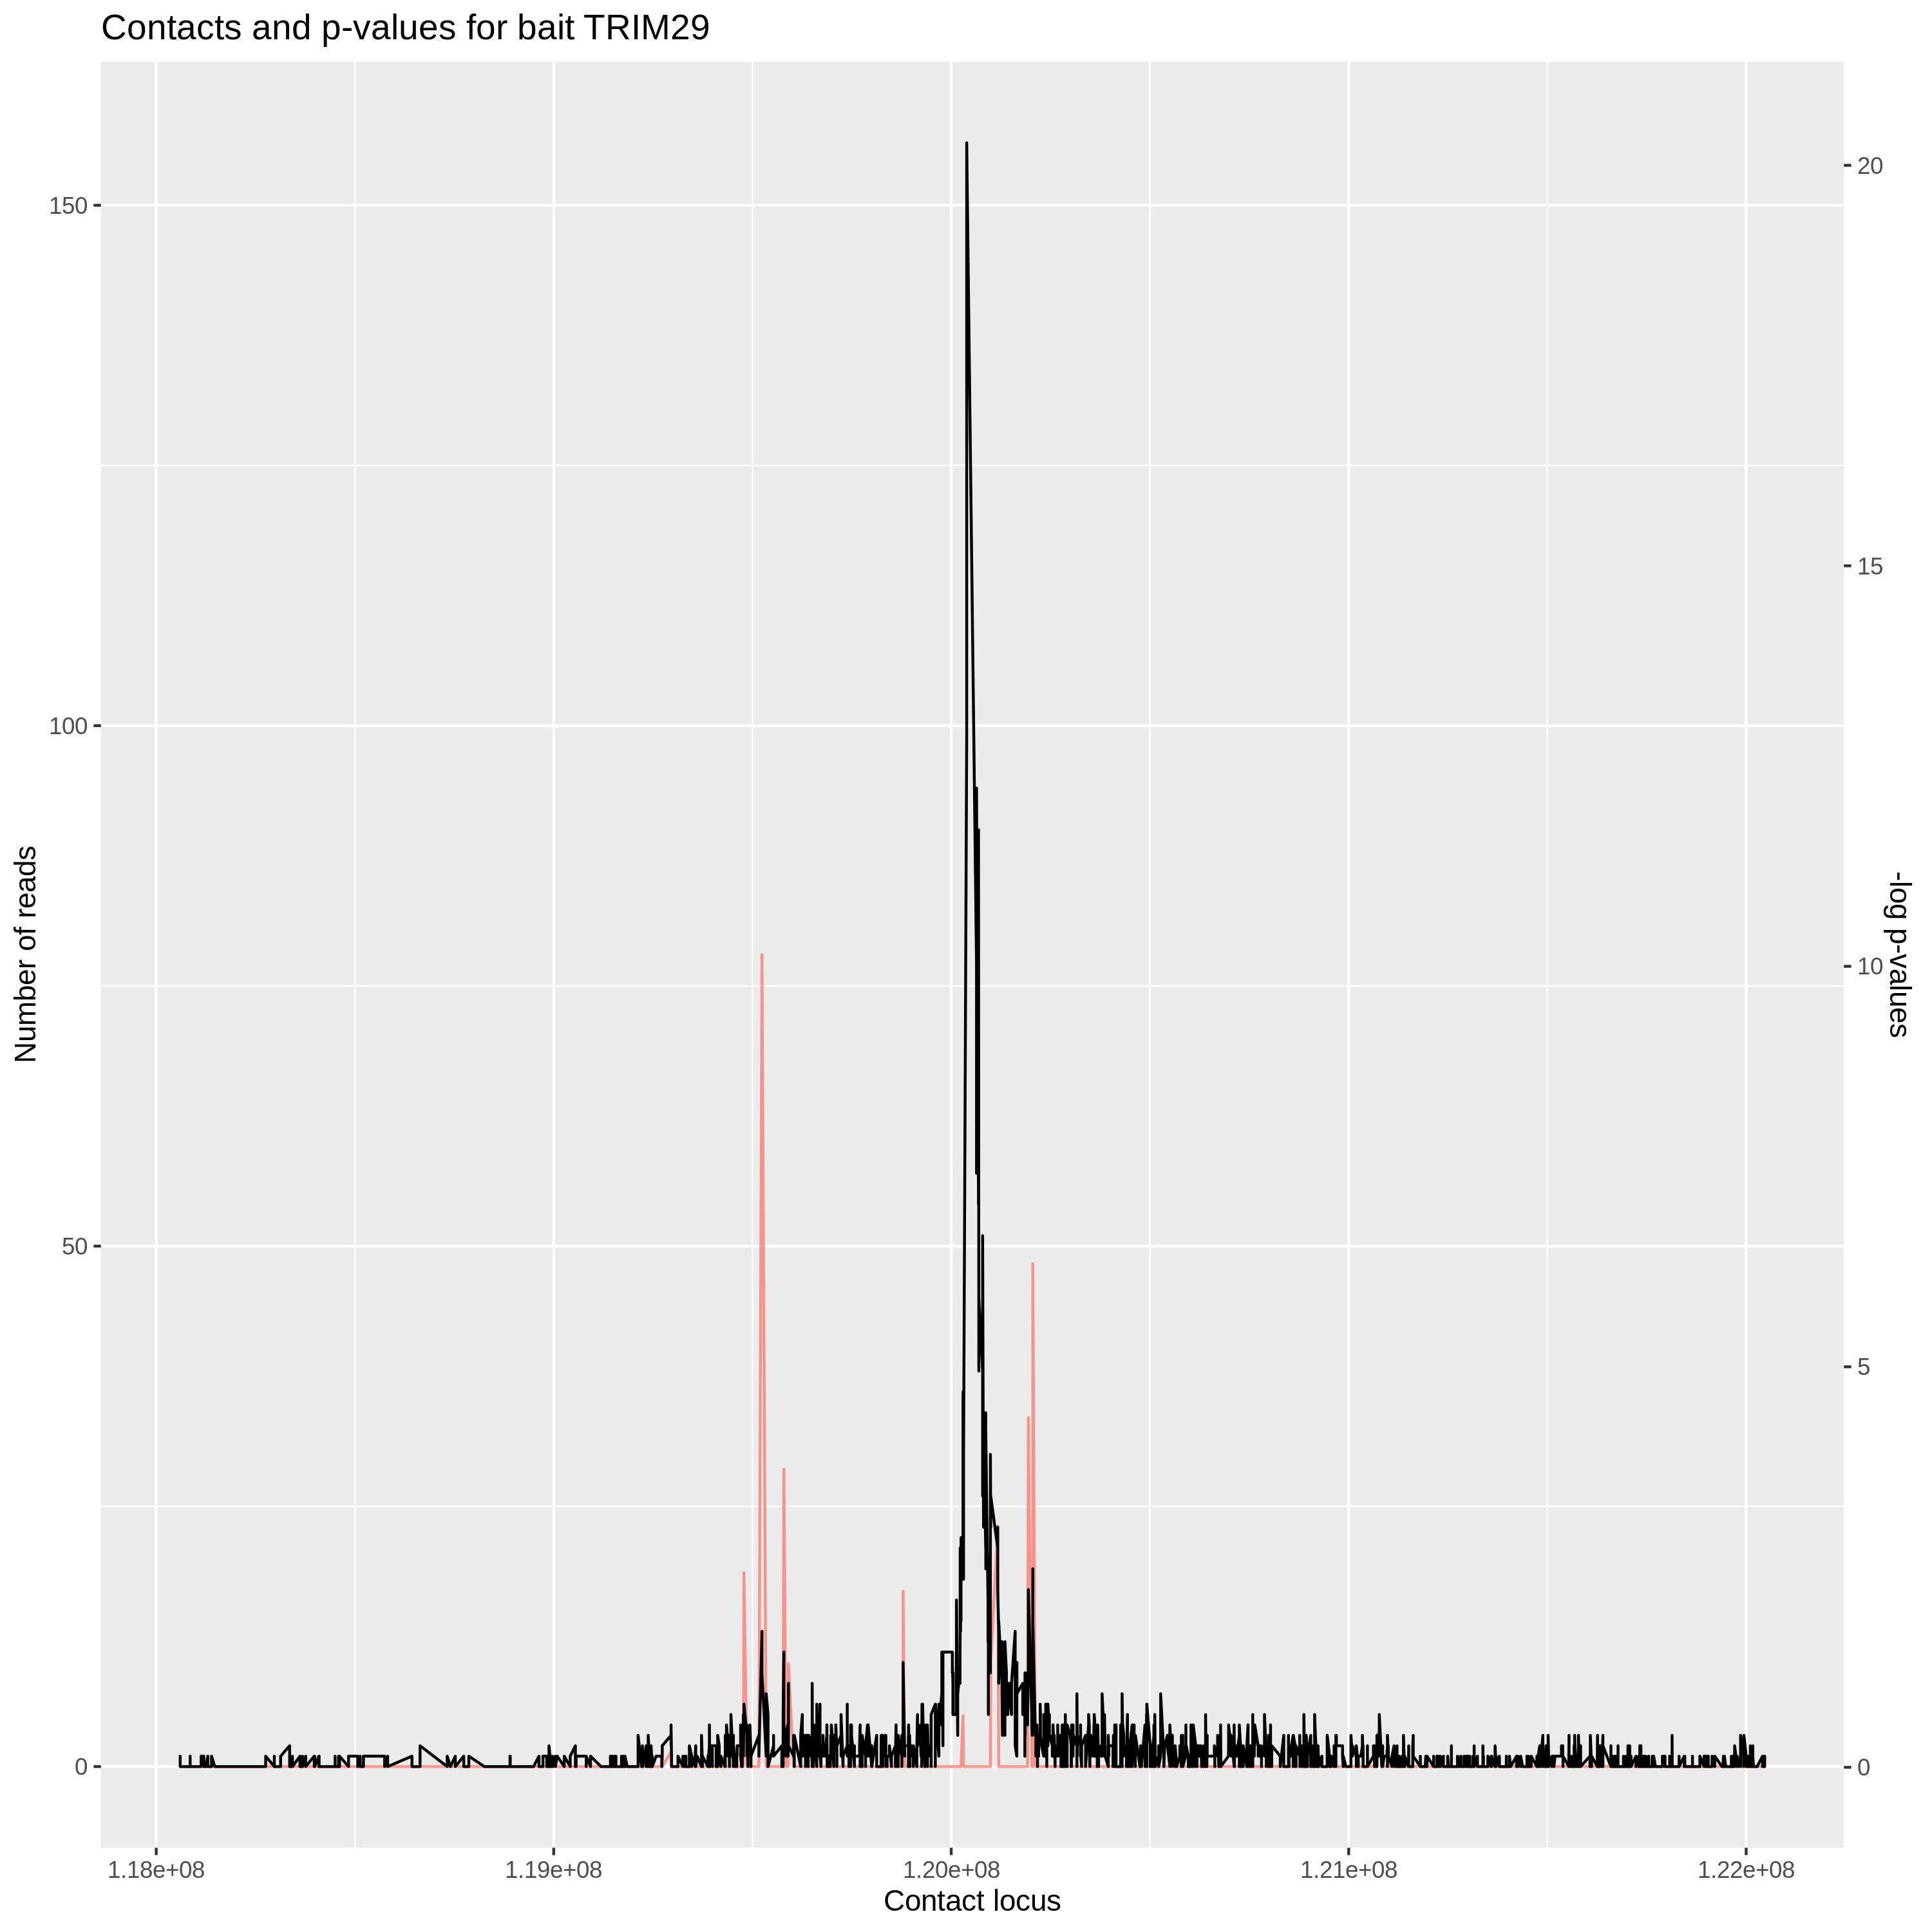 Contacts and p-values for bait TRIM29
150
100
50
0
Number of reads
20
15
10
5
0
-log p-values
1.18e+08
1.19e+08
1.20e+08
1.21e+08
1.22e+08
Contact locus